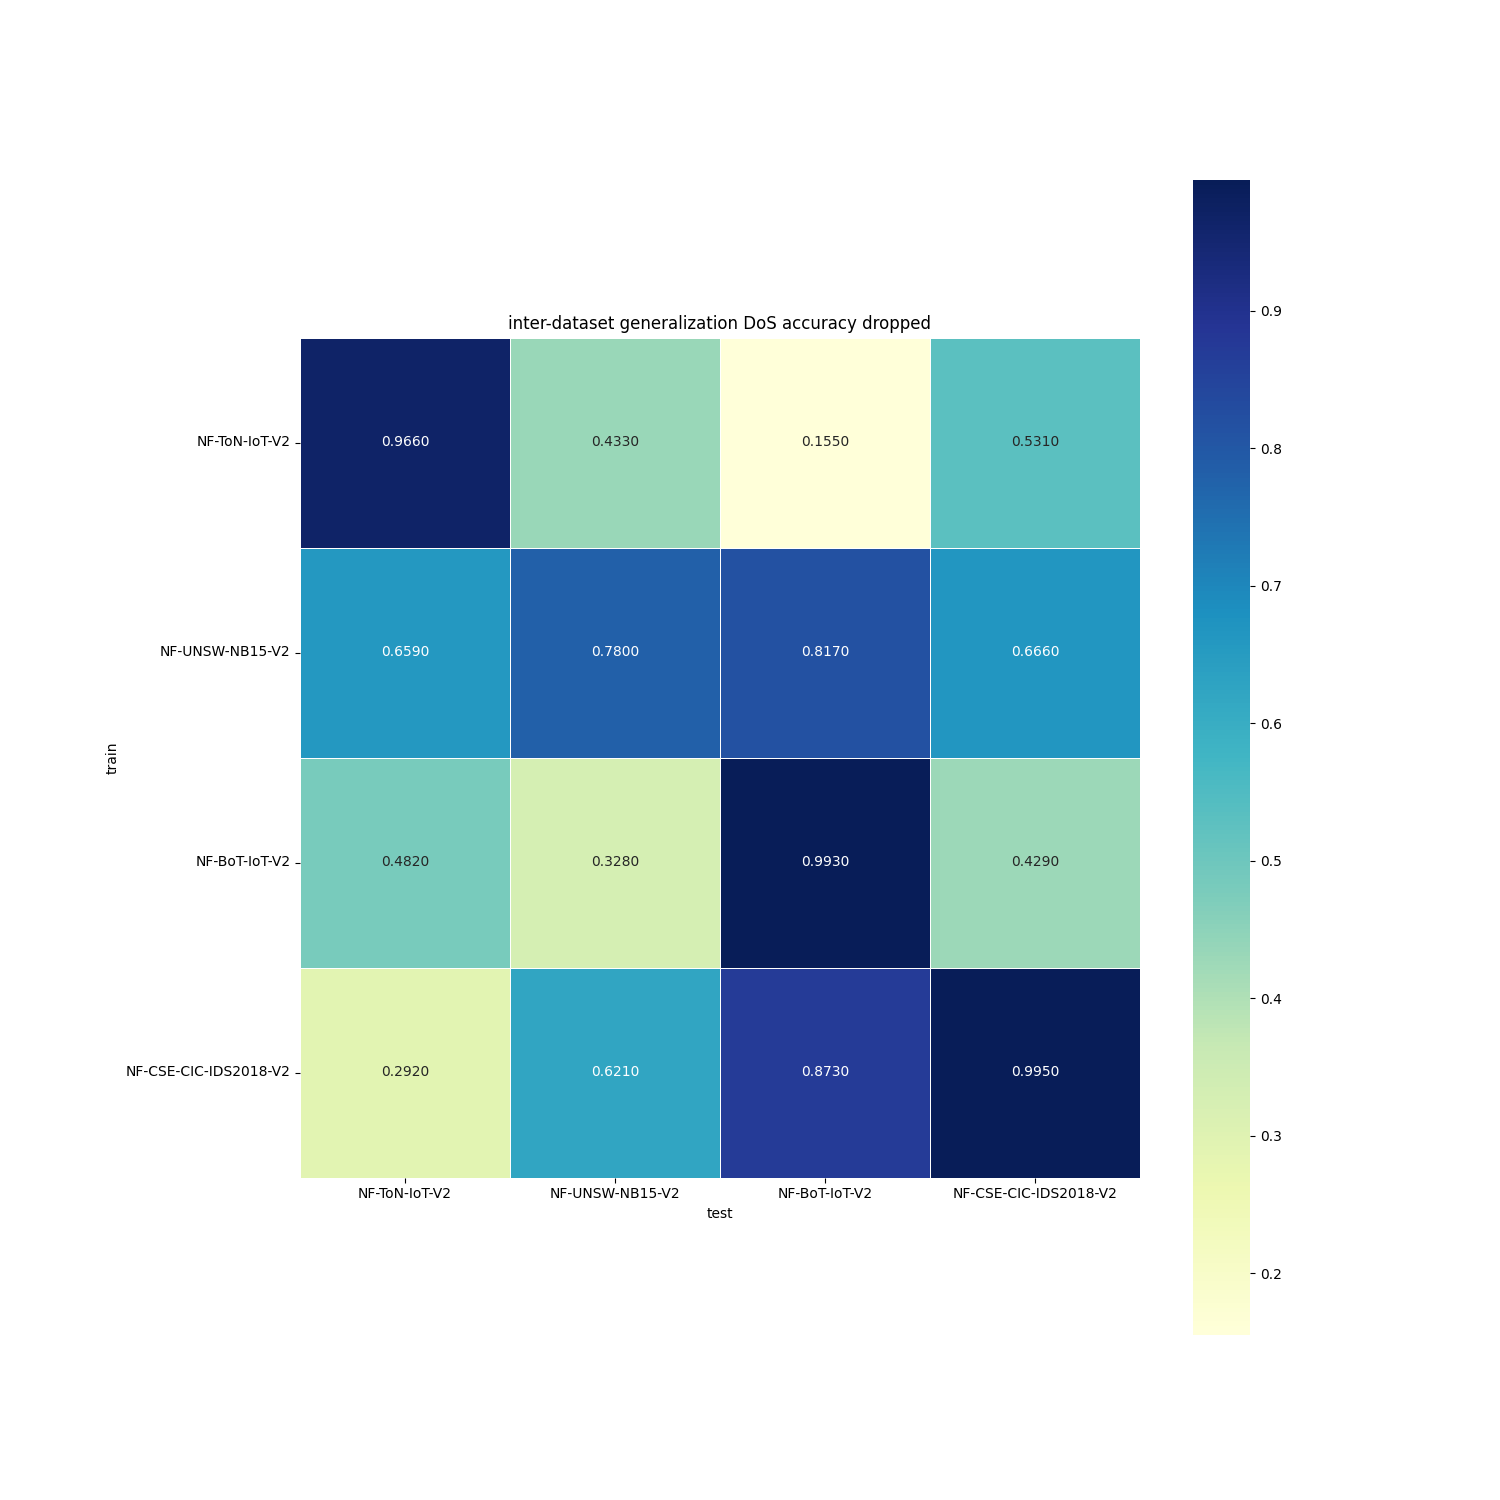 inter-dataset generalization DoS accuracy dropped
train
NF-ToN-IoT-V2 0.9660 0.4330 0.1550 0.5310
NF-UNSW-NB15-V2 0.6590 0.7800 0.8170 0.6660
NF-BoT-IoT-V2 0.4820 0.3280 0.9930 0.4290
NF-CSE-CIC-IDS2018-V2 0.2920 0.6210 0.8730 0.9950
NF-ToN-IoT-V2 NF-UNSW-NB15-V2 NF-BoT-IoT-V2 NF-CSE-CIC-IDS2018-V2
test
0.9
0.8
0.7
0.6
0.5
0.4
0.3
0.2